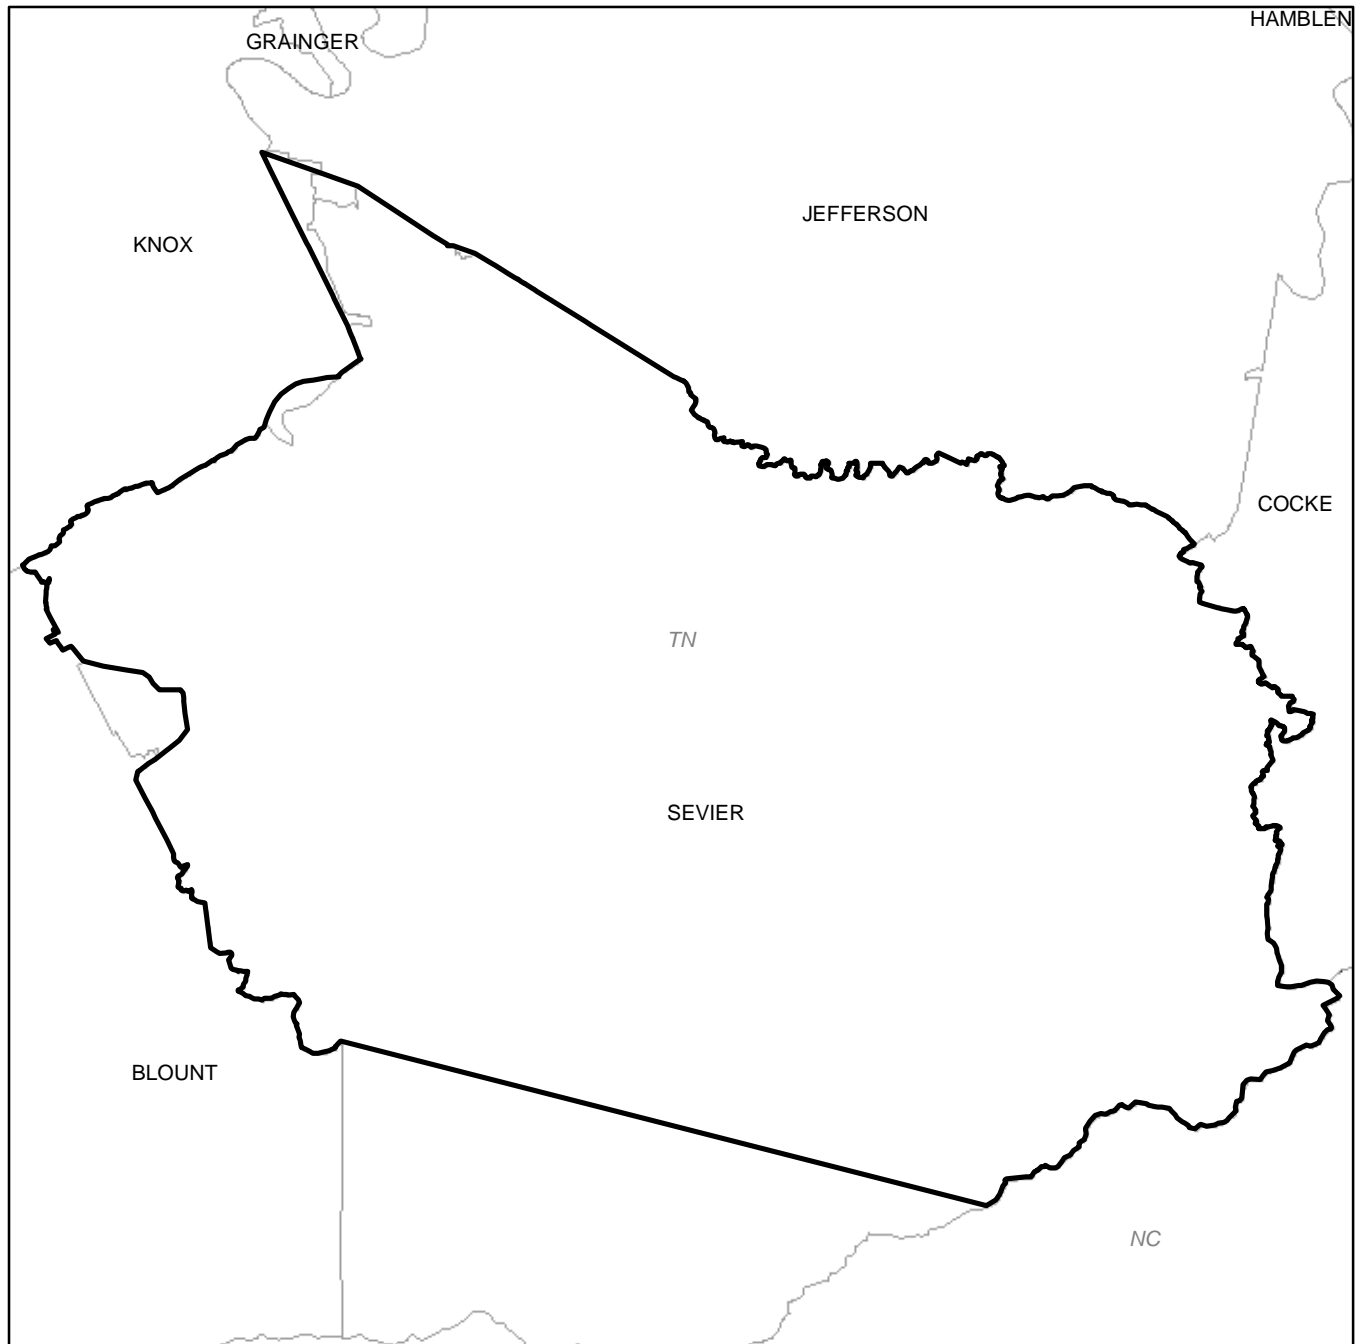 HAMBLEN
GRAINGER
JEFFERSON
KNOX
COCKE
TN
SEVIER
BLOUNT
NC